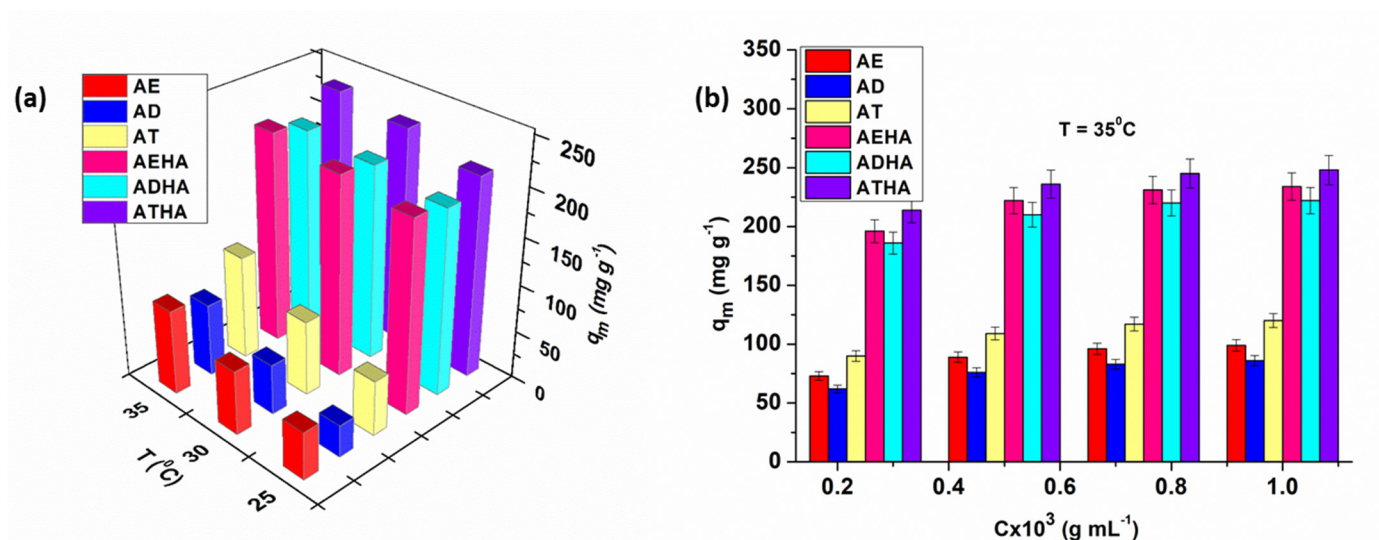 (a)
AE
AD
AT
AEHA
ADHA
ATHA
250
200
150
100
50
0
qm (mg g⁻¹)
35
30
25
T (⁰C)
(b)
350
300
250
200
150
100
50
0
qm (mg g⁻¹)
AE
AD
AT
AEHA
ADHA
ATHA
T = 35⁰C
0.2 0.4 0.6 0.8 1.0
Cx10³ (g mL⁻¹)